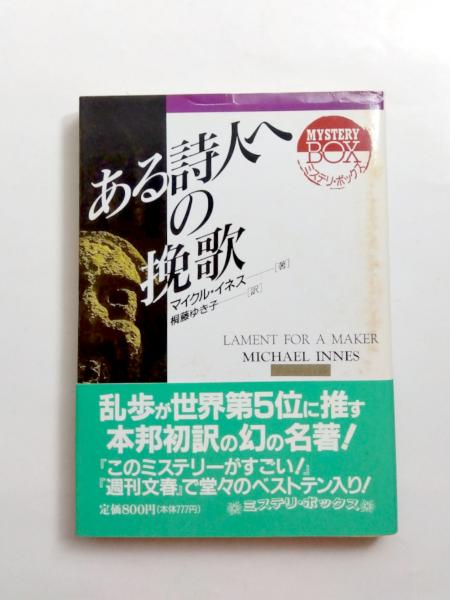 MYSTERY
BOX
ミステリ・ボックス
ある詩人へ
の
挽歌
マイクル・イネス─[著]
桐藤ゆき子─[訳]
LAMENT FOR A MAKER
MICHAEL INNES
乱歩が世界第5位に推す
本邦初訳の幻の名著!
『このミステリーがすごい!』
『週刊文春』で堂々のベストテン入り!
定価800円(本体777円)
ミステリ・ボックス